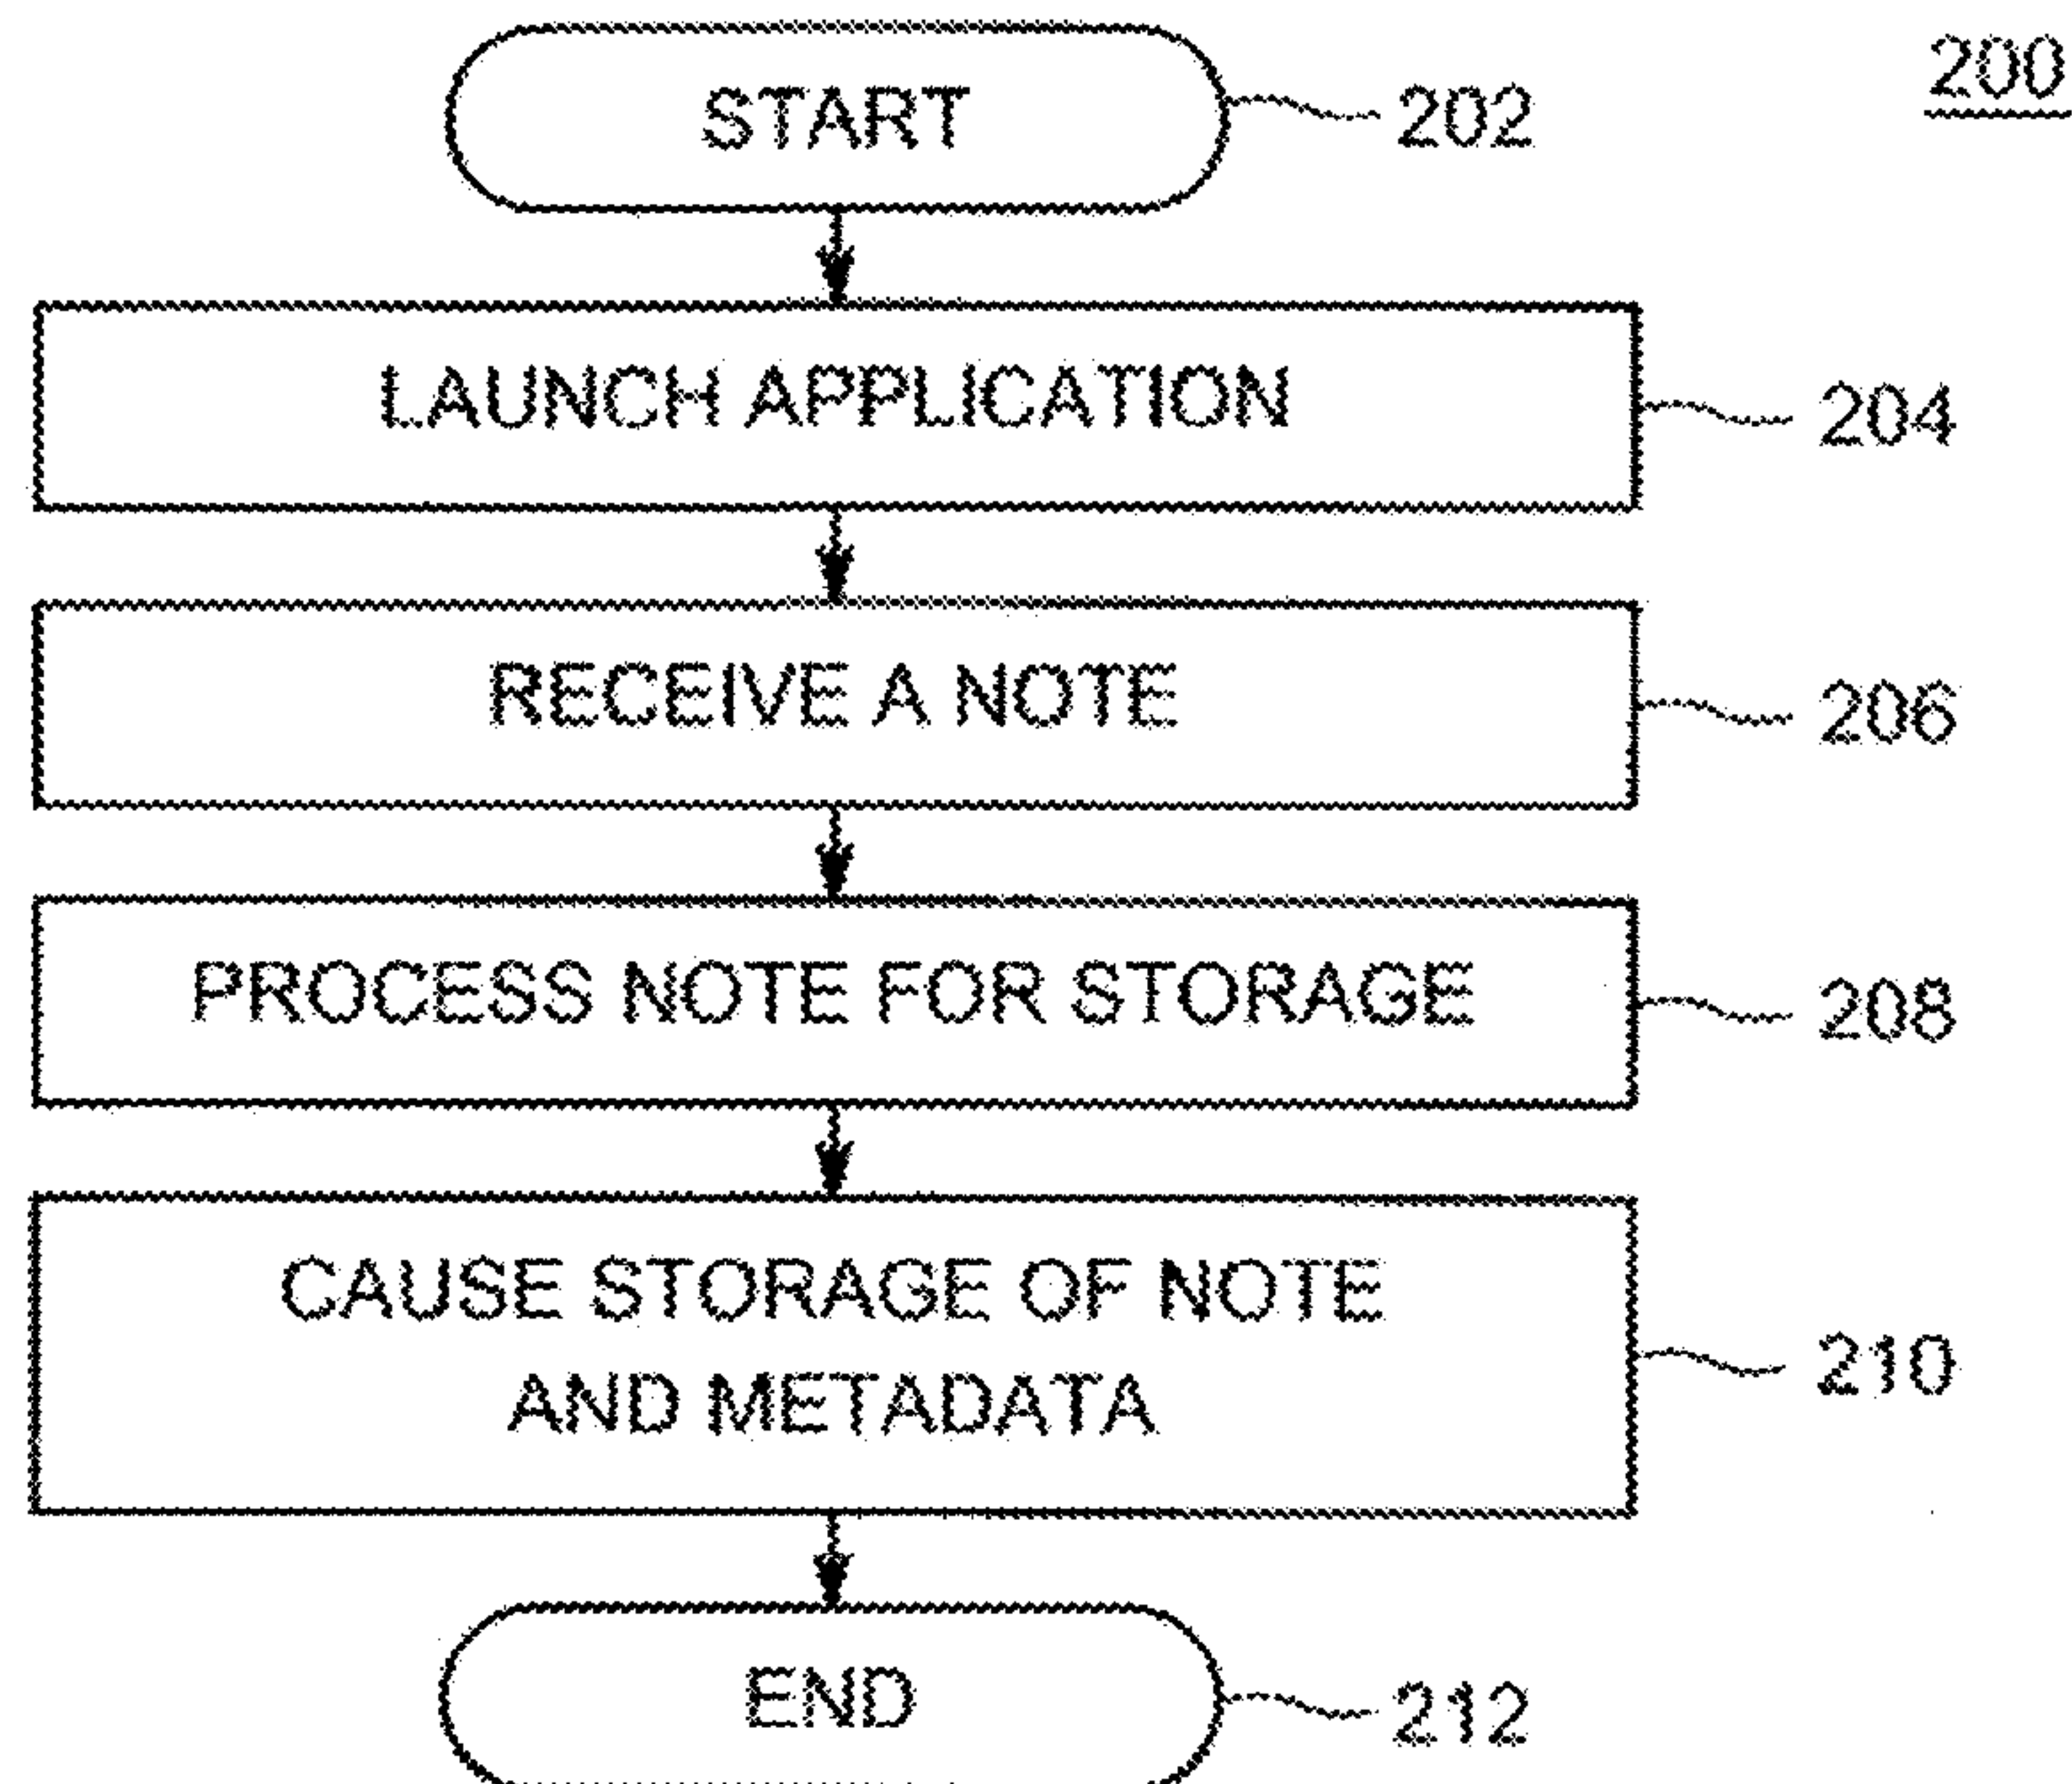 200
START 202
LAUNCH APPLICATION 204
RECEIVE A NOTE 206
PROCESS NOTE FOR STORAGE 208
CAUSE STORAGE OF NOTE
AND METADATA
210
END 212